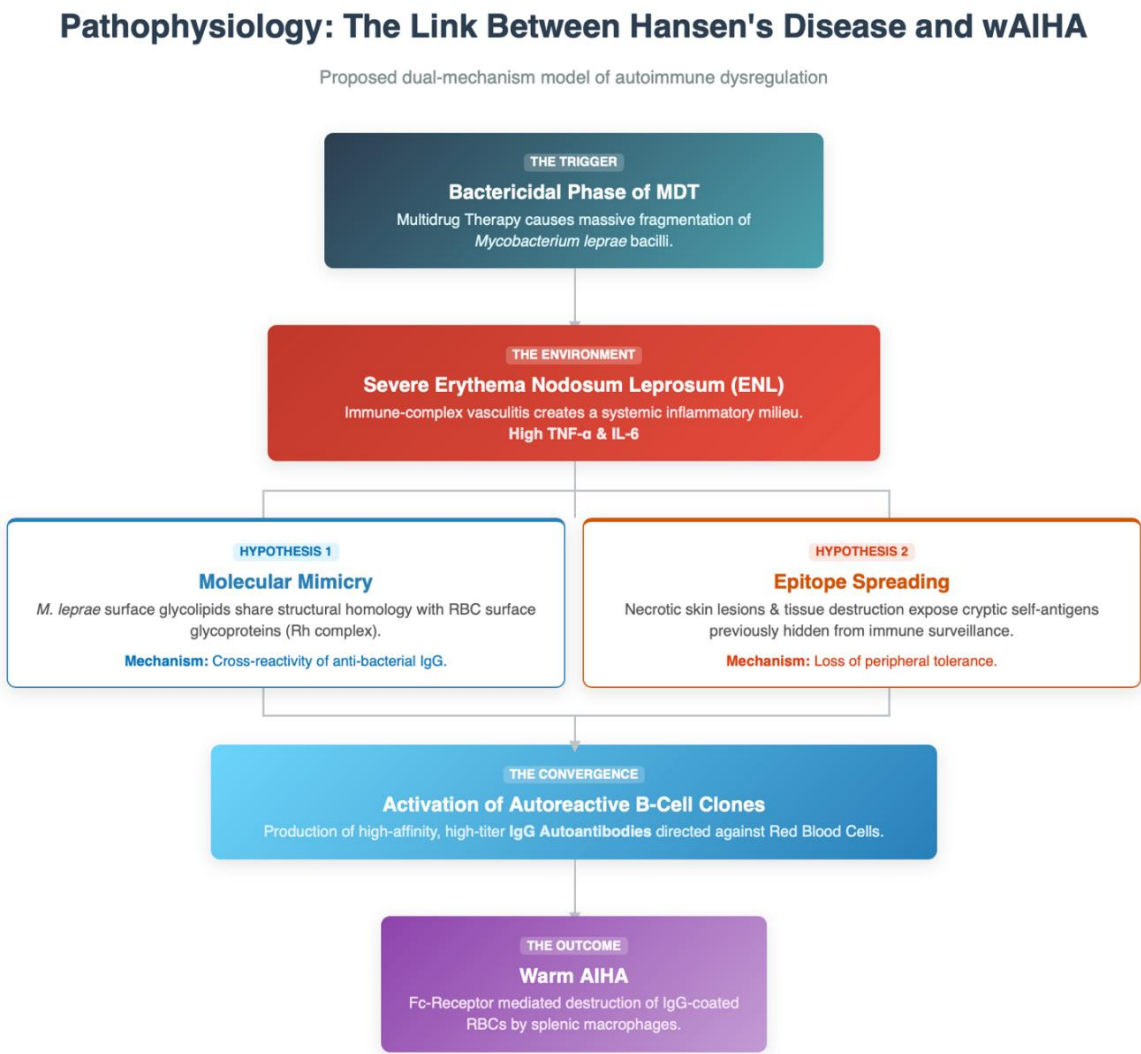 Pathophysiology: The Link Between Hansen's Disease and wAIHA
Proposed dual-mechanism model of autoimmune dysregulation
THE TRIGGER
Bactericidal Phase of MDT
Multidrug Therapy causes massive fragmentation of
Mycobacterium leprae bacilli.
THE ENVIRONMENT
Severe Erythema Nodosum Leprosum (ENL)
Immune-complex vasculitis creates a systemic inflammatory milieu.
High TNF-α & IL-6
HYPOTHESIS 1
Molecular Mimicry
M. leprae surface glycolipids share structural homology with RBC surface
glycoproteins (Rh complex).
Mechanism: Cross-reactivity of anti-bacterial IgG.
HYPOTHESIS 2
Epitope Spreading
Necrotic skin lesions & tissue destruction expose cryptic self-antigens
previously hidden from immune surveillance.
Mechanism: Loss of peripheral tolerance.
THE CONVERGENCE
Activation of Autoreactive B-Cell Clones
Production of high-affinity, high-titer IgG Autoantibodies directed against Red Blood Cells.
THE OUTCOME
Warm AIHA
Fc-Receptor mediated destruction of IgG-coated
RBCs by splenic macrophages.